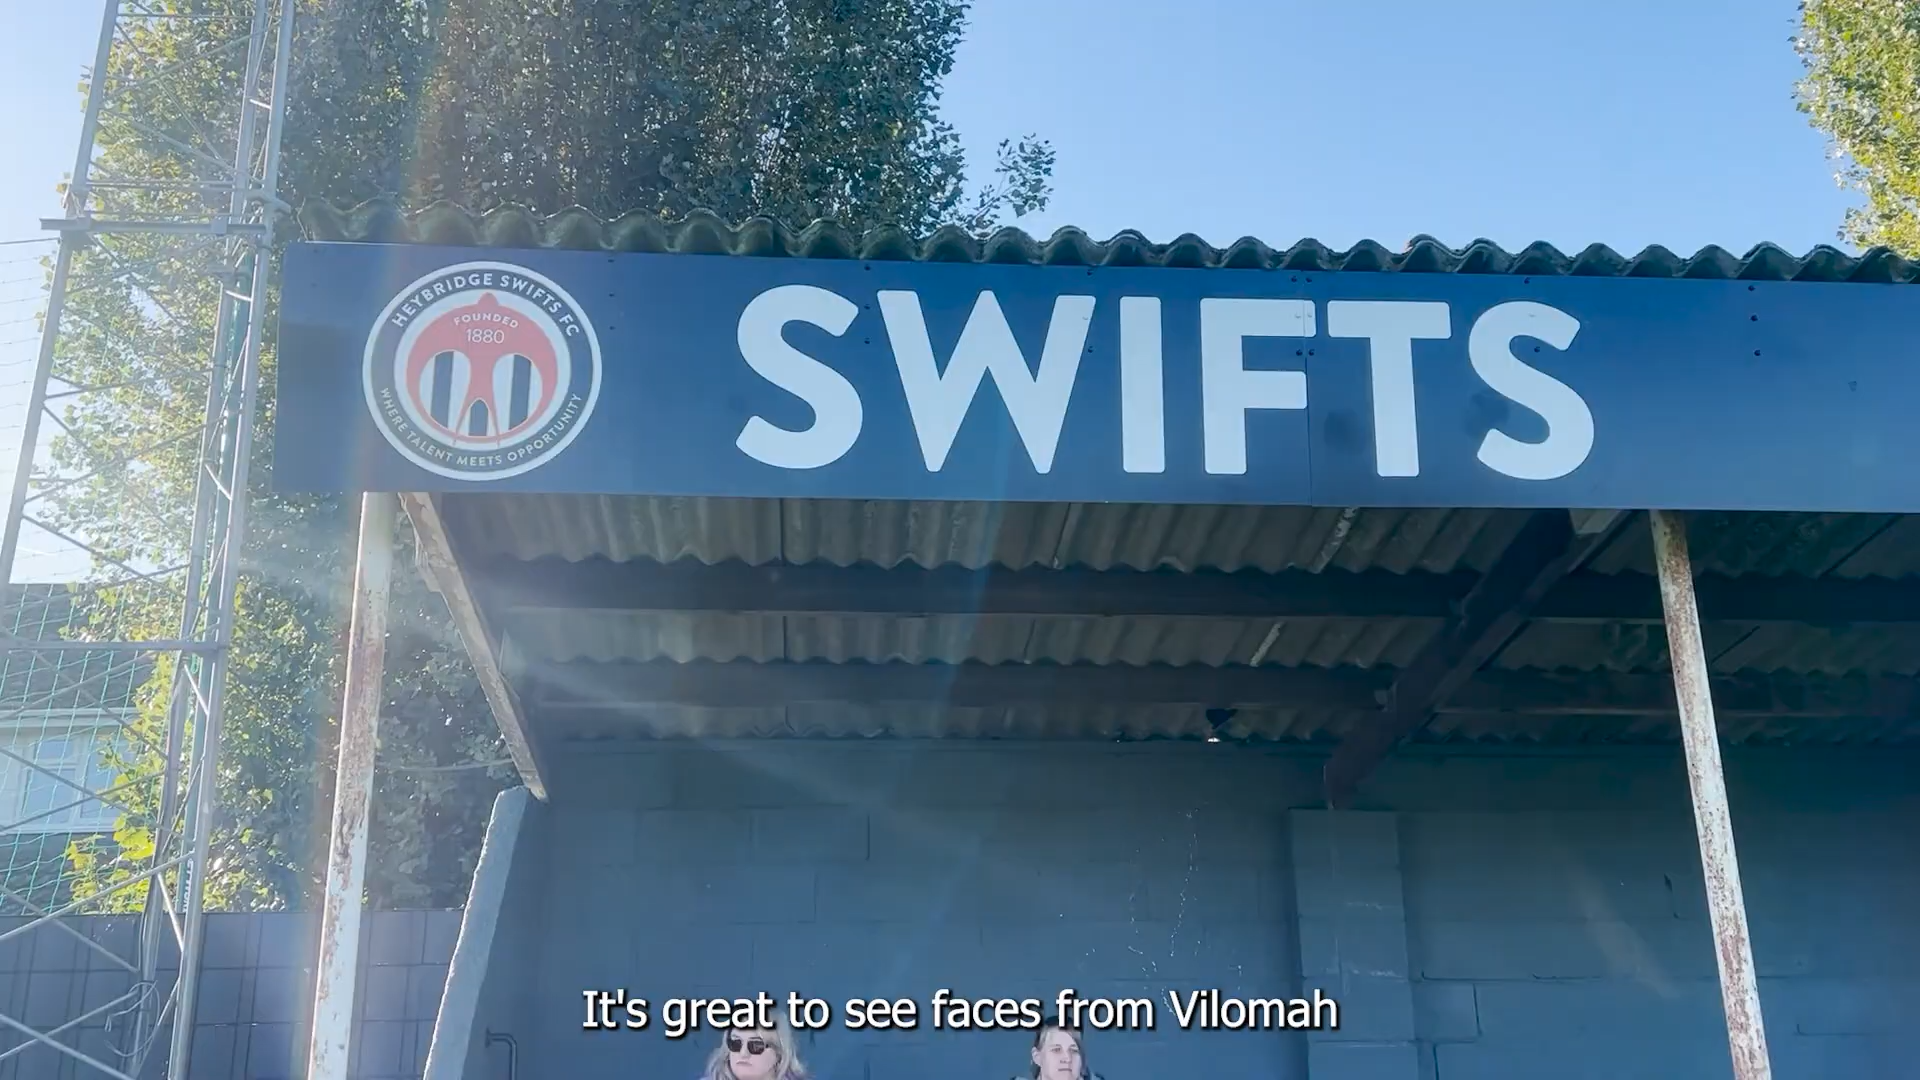 HEYBRIDGE SWIFTS FC
FOUNDED
1880
WHERE TALENT MEETS OPPORTUNITY
SWIFTS
It's great to see faces from Vilomah